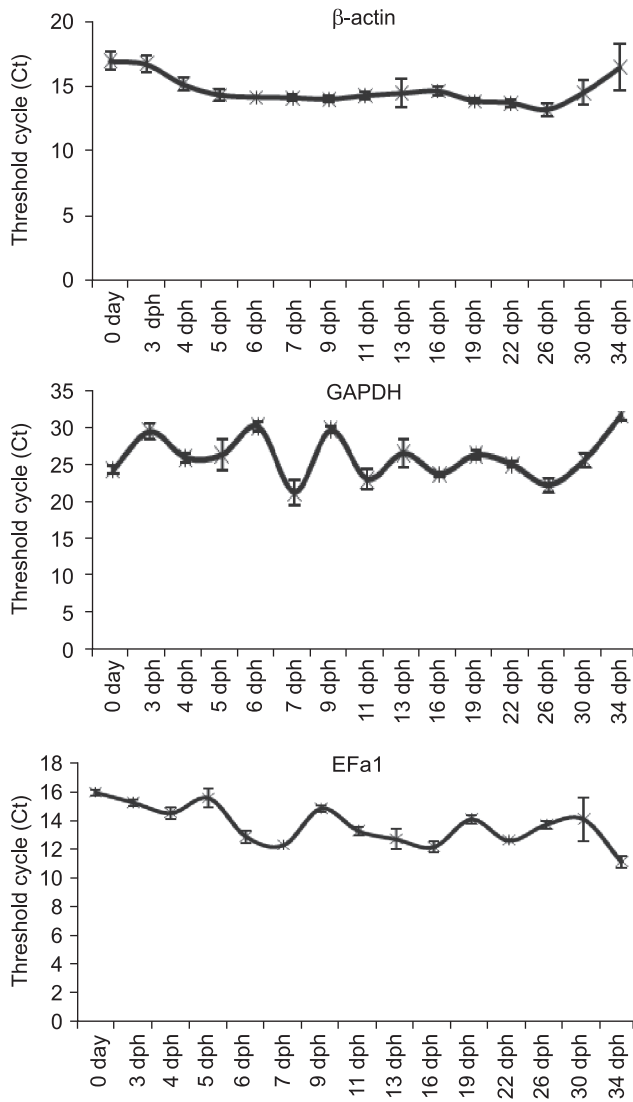 β-actin
Threshold cycle (Ct)
20
15
10
5
0
0 day
3 dph
4 dph
5 dph
6 dph
7 dph
9 dph
11 dph
13 dph
16 dph
19 dph
22 dph
26 dph
30 dph
34 dph
GAPDH
Threshold cycle (Ct)
35
30
25
20
15
10
5
0
0 day
3 dph
4 dph
5 dph
6 dph
7 dph
9 dph
11 dph
13 dph
16 dph
19 dph
22 dph
26 dph
30 dph
34 dph
EFa1
Threshold cycle (Ct)
18
16
14
12
10
8
6
4
2
0
0 day
3 dph
4 dph
5 dph
6 dph
7 dph
9 dph
11 dph
13 dph
16 dph
19 dph
22 dph
26 dph
30 dph
34 dph